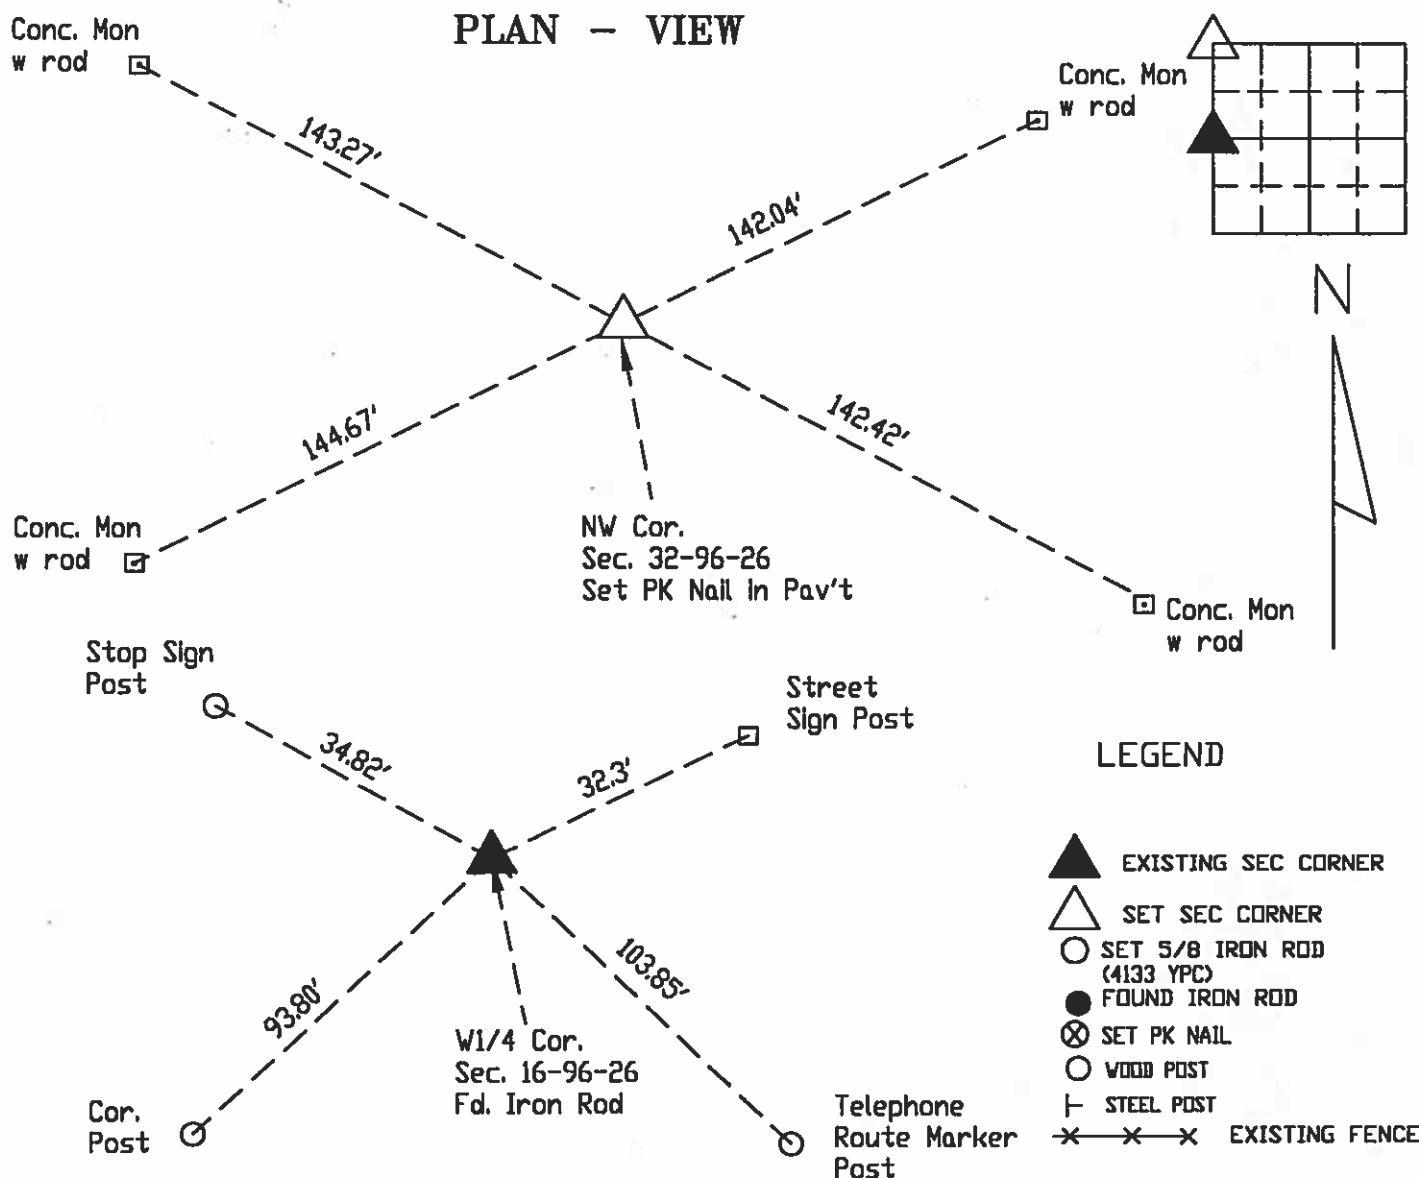 PLAN - VIEW
Conc. Mon
w rod
Conc. Mon
w rod
143.27'
142.04'
N
144.67'
142.42'
Conc. Mon
w rod
NW Cor.
Sec. 32-96-26
Set PK Nail in Pav't
Conc. Mon
w rod
Stop Sign
Post
Street
Sign Post
34.82'
32.3'
93.80'
103.85'
W1/4 Cor.
Sec. 16-96-26
Fd. Iron Rod
Cor.
Post
Telephone
Route Marker
Post
LEGEND
EXISTING SEC CORNER
SET SEC CORNER
SET 5/8 IRON ROD
(4133 YPC)
FOUND IRON ROD
SET PK NAIL
WOOD POST
STEEL POST
EXISTING FENCE